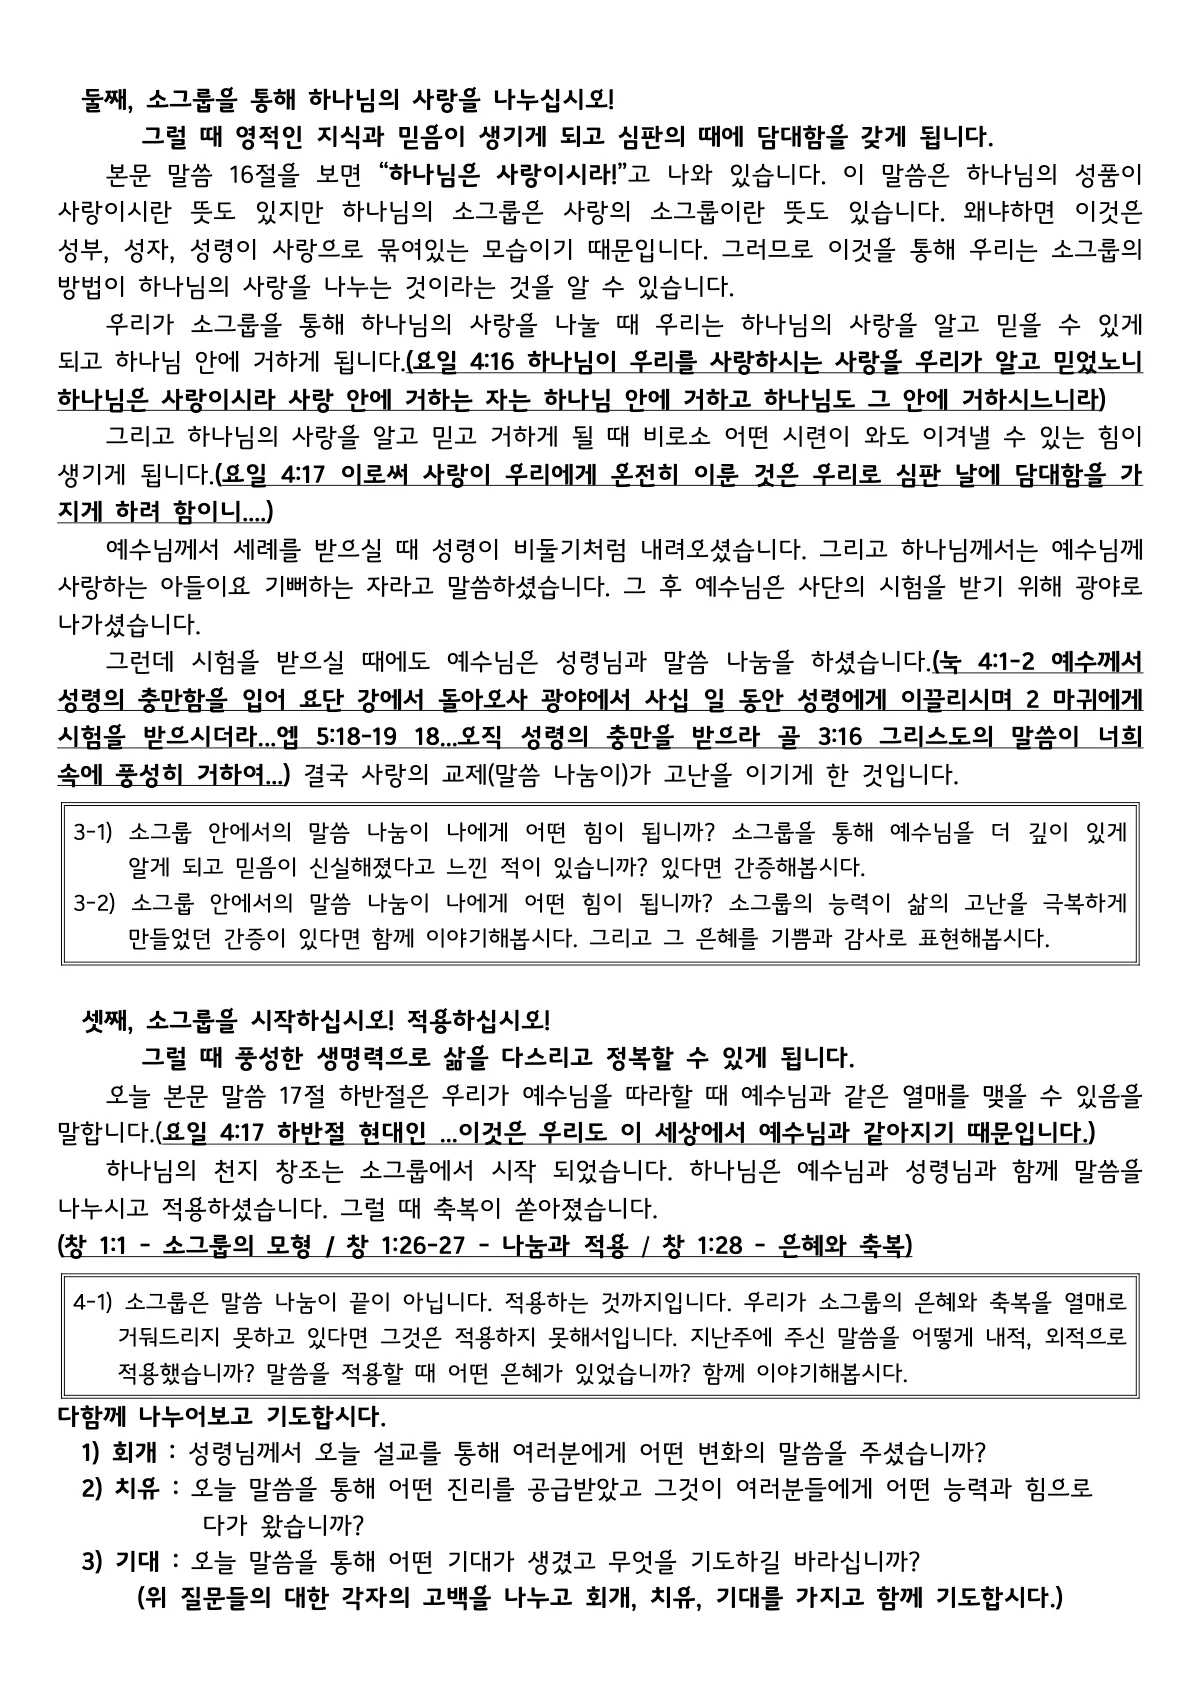 둘째, 소그룹을 통해 하나님의 사랑을 나누십시오!
그럴 때 영적인 지식과 믿음이 생기게 되고 심판의 때에 담대함을 갖게 됩니다.
본문 말씀 16절을 보면 “하나님은 사랑이시라!”고 나와 있습니다. 이 말씀은 하나님의 성품이
사랑이시란 뜻도 있지만 하나님의 소그룹은 사랑의 소그룹이란 뜻도 있습니다. 왜냐하면 이것은
성부, 성자, 성령이 사랑으로 묶여있는 모습이기 때문입니다. 그러므로 이것을 통해 우리는 소그룹의
방법이 하나님의 사랑을 나누는 것이라는 것을 알 수 있습니다.
우리가 소그룹을 통해 하나님의 사랑을 나눌 때 우리는 하나님의 사랑을 알고 믿을 수 있게
되고 하나님 안에 거하게 됩니다.(요일 4:16 하나님이 우리를 사랑하시는 사랑을 우리가 알고 믿었노니
하나님은 사랑이시라 사랑 안에 거하는 자는 하나님 안에 거하고 하나님도 그 안에 거하시느니라)
그리고 하나님의 사랑을 알고 믿고 거하게 될 때 비로소 어떤 시련이 와도 이겨낼 수 있는 힘이
생기게 됩니다.(요일 4:17 이로써 사랑이 우리에게 온전히 이룬 것은 우리로 심판 날에 담대함을 가
지게 하려 함이니....)
예수님께서 세례를 받으실 때 성령이 비둘기처럼 내려오셨습니다. 그리고 하나님께서는 예수님께
사랑하는 아들이요 기뻐하는 자라고 말씀하셨습니다. 그 후 예수님은 사단의 시험을 받기 위해 광야로
나가셨습니다.
그런데 시험을 받으실 때에도 예수님은 성령님과 말씀 나눔을 하셨습니다.(눅 4:1-2 예수께서
성령의 충만함을 입어 요단 강에서 돌아오사 광야에서 사십 일 동안 성령에게 이끌리시며 2 마귀에게
시험을 받으시더라...엡 5:18-19 18...오직 성령의 충만을 받으라 골 3:16 그리스도의 말씀이 너희
속에 풍성히 거하여...) 결국 사랑의 교제(말씀 나눔이)가 고난을 이기게 한 것입니다.
3-1) 소그룹 안에서의 말씀 나눔이 나에게 어떤 힘이 됩니까? 소그룹을 통해 예수님을 더 깊이 있게
알게 되고 믿음이 신실해졌다고 느낀 적이 있습니까? 있다면 간증해봅시다.
3-2) 소그룹 안에서의 말씀 나눔이 나에게 어떤 힘이 됩니까? 소그룹의 능력이 삶의 고난을 극복하게
만들었던 간증이 있다면 함께 이야기해봅시다. 그리고 그 은혜를 기쁨과 감사로 표현해봅시다.
셋째, 소그룹을 시작하십시오! 적용하십시오!
그럴 때 풍성한 생명력으로 삶을 다스리고 정복할 수 있게 됩니다.
오늘 본문 말씀 17절 하반절은 우리가 예수님을 따라할 때 예수님과 같은 열매를 맺을 수 있음을
말합니다.(요일 4:17 하반절 현대인 ...이것은 우리도 이 세상에서 예수님과 같아지기 때문입니다.)
하나님의 천지 창조는 소그룹에서 시작 되었습니다. 하나님은 예수님과 성령님과 함께 말씀을
나누시고 적용하셨습니다. 그럴 때 축복이 쏟아졌습니다.
(창 1:1 - 소그룹의 모형 / 창 1:26-27 - 나눔과 적용 / 창 1:28 - 은혜와 축복)
4-1) 소그룹은 말씀 나눔이 끝이 아닙니다. 적용하는 것까지입니다. 우리가 소그룹의 은혜와 축복을 열매로
거둬드리지 못하고 있다면 그것은 적용하지 못해서입니다. 지난주에 주신 말씀을 어떻게 내적, 외적으로
적용했습니까? 말씀을 적용할 때 어떤 은혜가 있었습니까? 함께 이야기해봅시다.
다함께 나누어보고 기도합시다.
1) 회개 : 성령님께서 오늘 설교를 통해 여러분에게 어떤 변화의 말씀을 주셨습니까?
2) 치유 : 오늘 말씀을 통해 어떤 진리를 공급받았고 그것이 여러분들에게 어떤 능력과 힘으로
다가 왔습니까?
3) 기대 : 오늘 말씀을 통해 어떤 기대가 생겼고 무엇을 기도하길 바라십니까?
(위 질문들의 대한 각자의 고백을 나누고 회개, 치유, 기대를 가지고 함께 기도합시다.)